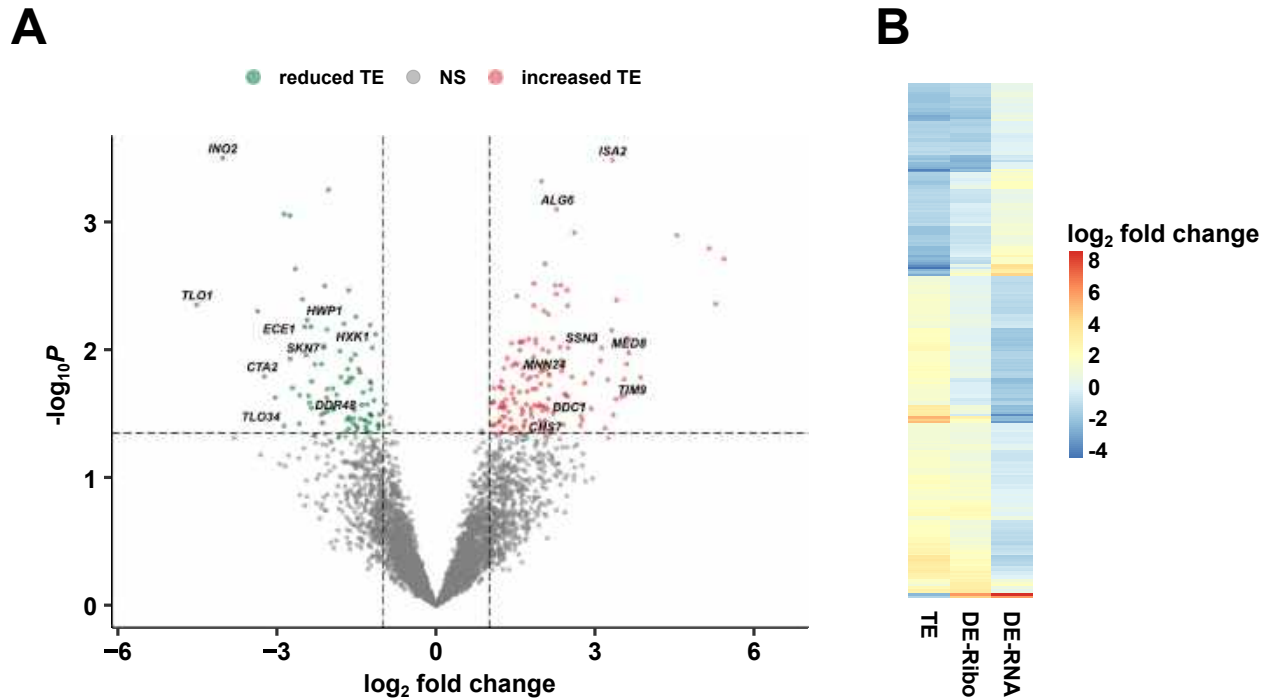 A
B
reduced TE
NS
increased TE
INO2
ISA2
ALG6
TLO1
HWP1
ECE1
HXK1
SSN3
MED8
SKN7
CTA2
MNN24
TIM9
DDR48
DDC1
TLO34
CHS7
3
2
1
0
-log10P
−6
−3
0
3
6
log2 fold change
log2 fold change
8
6
4
2
0
-2
-4
TE
DE-Ribo
DE-RNA